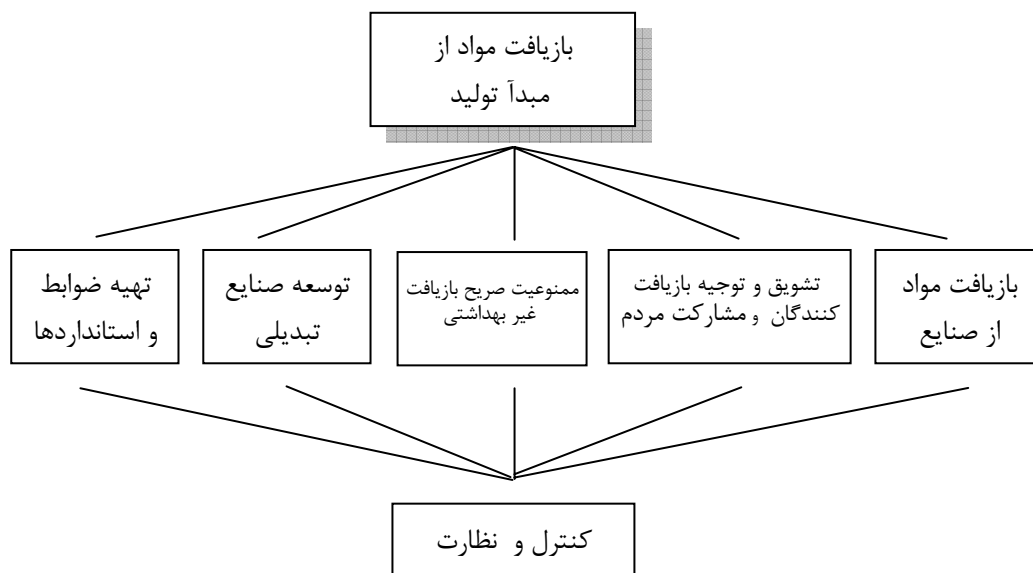 بازیافت مواد از
مبدآ تولید
بازیافت مواد
از صنایع
تشویق و توجیه بازیافت
کنندگان و مشارکت مردم
ممنوعیت صریح بازیافت
غیر بهداشتی
توسعه صنایع
تبدیلی
تهیه ضوابط
و استانداردها
کنترل و نظارت